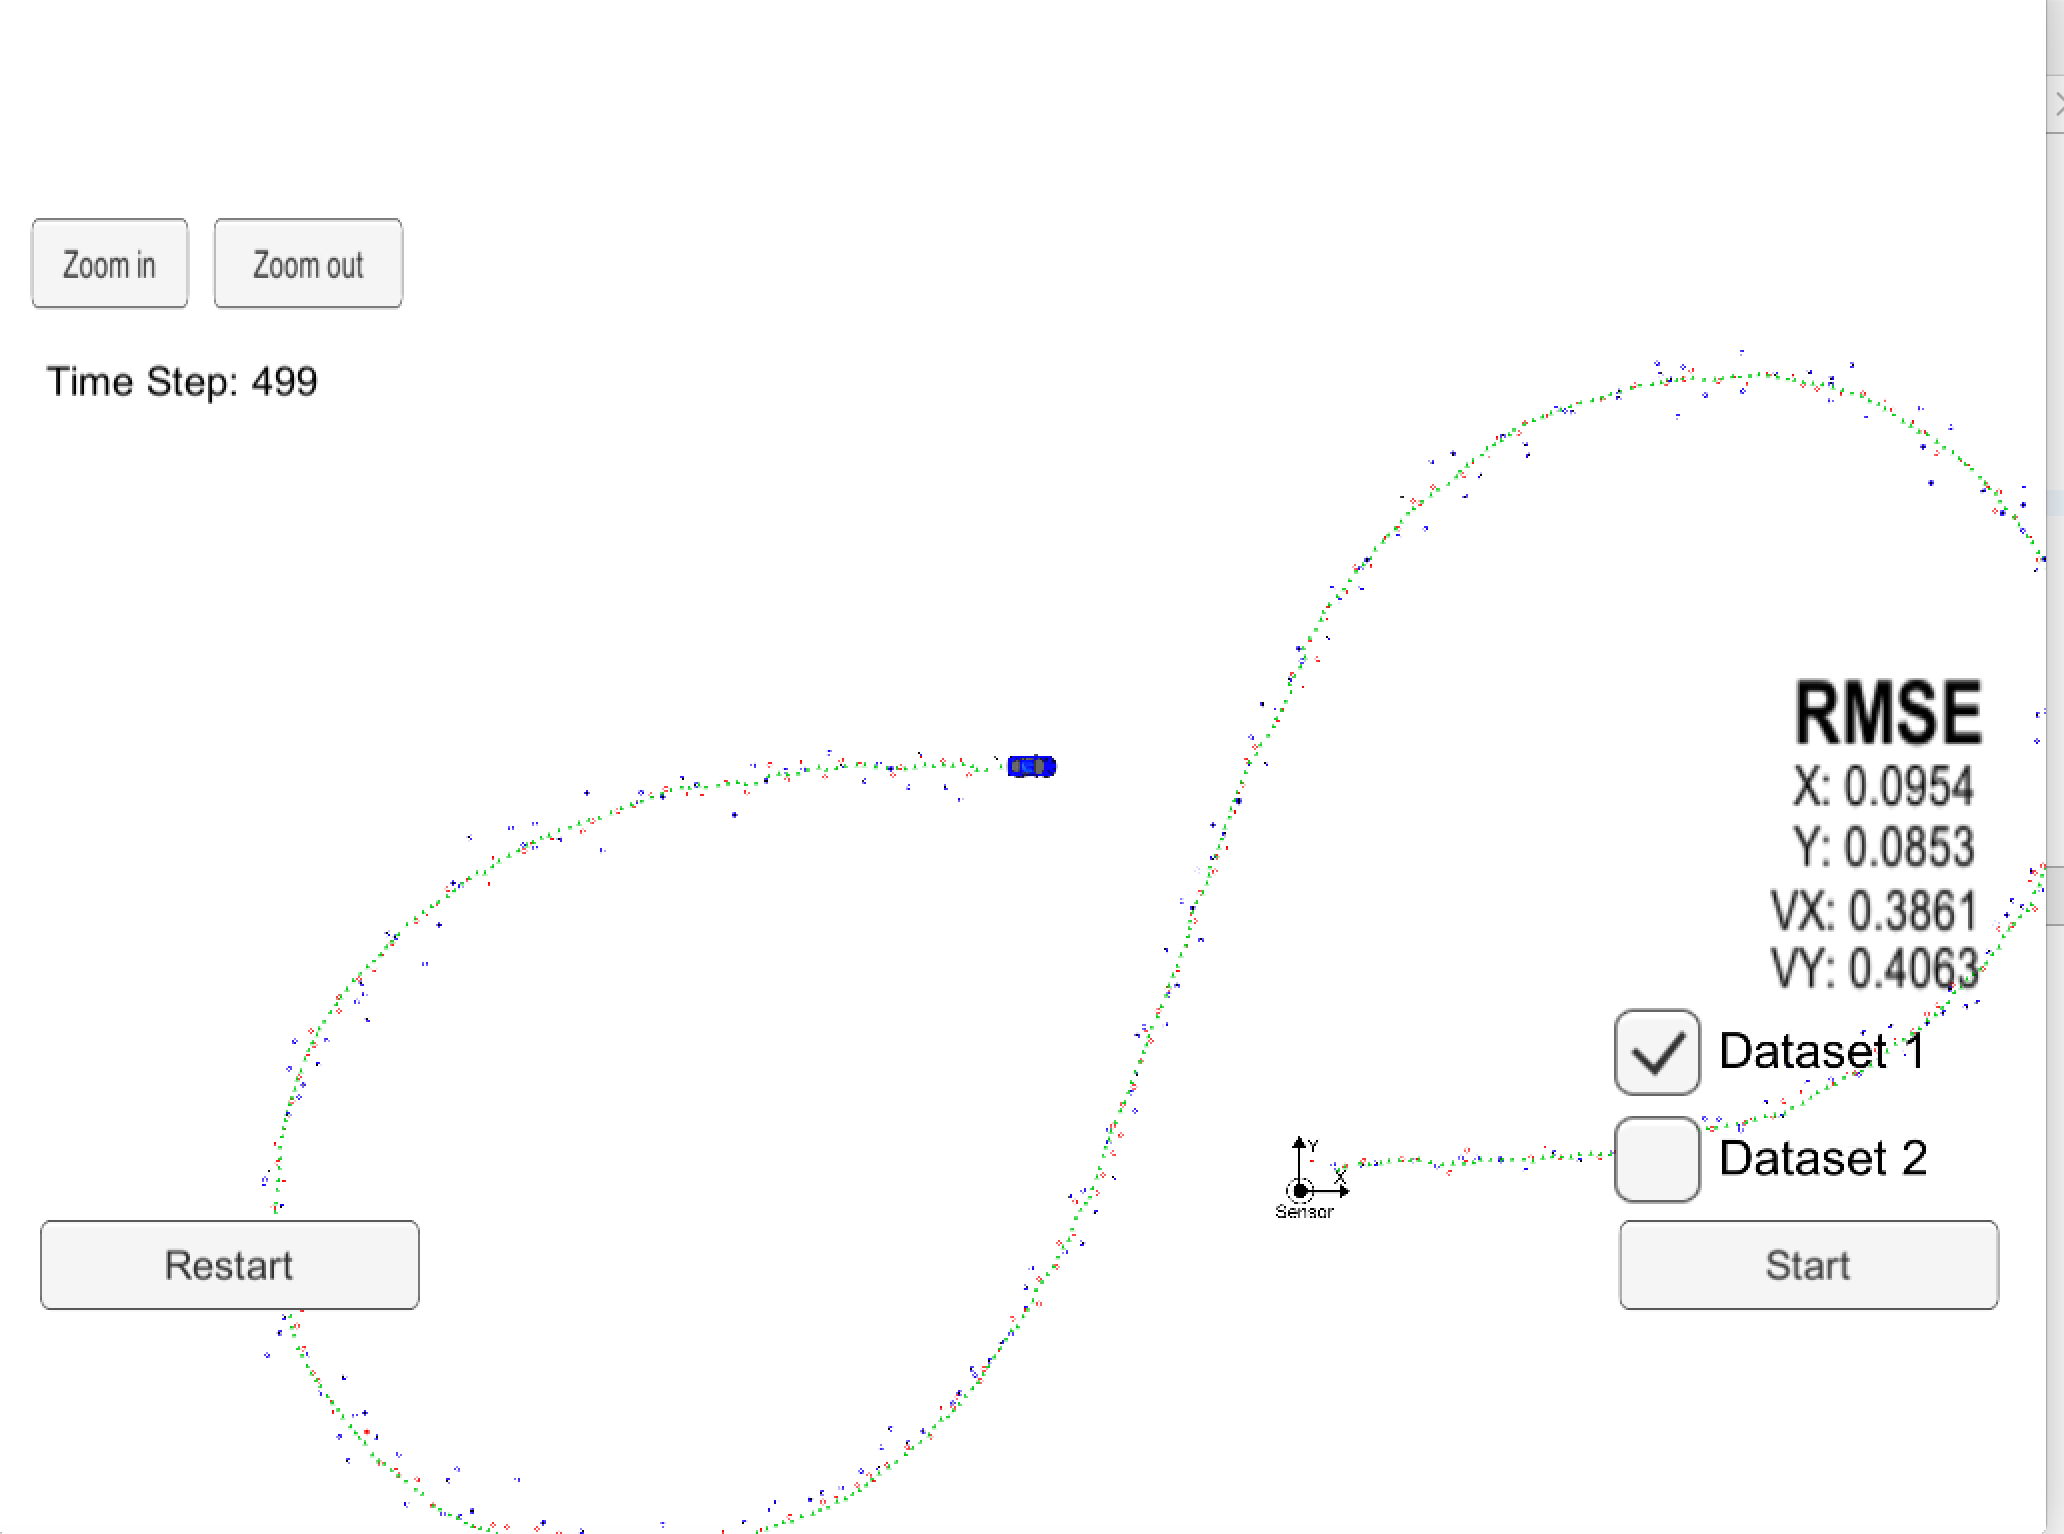 Zoom in Zoom out
Time Step: 499
RMSE
X: 0.0954
Y: 0.0853
VX: 0.3861
VY: 0.4063
Dataset 1
Y
Dataset 2
X
Sensor
Restart
Start